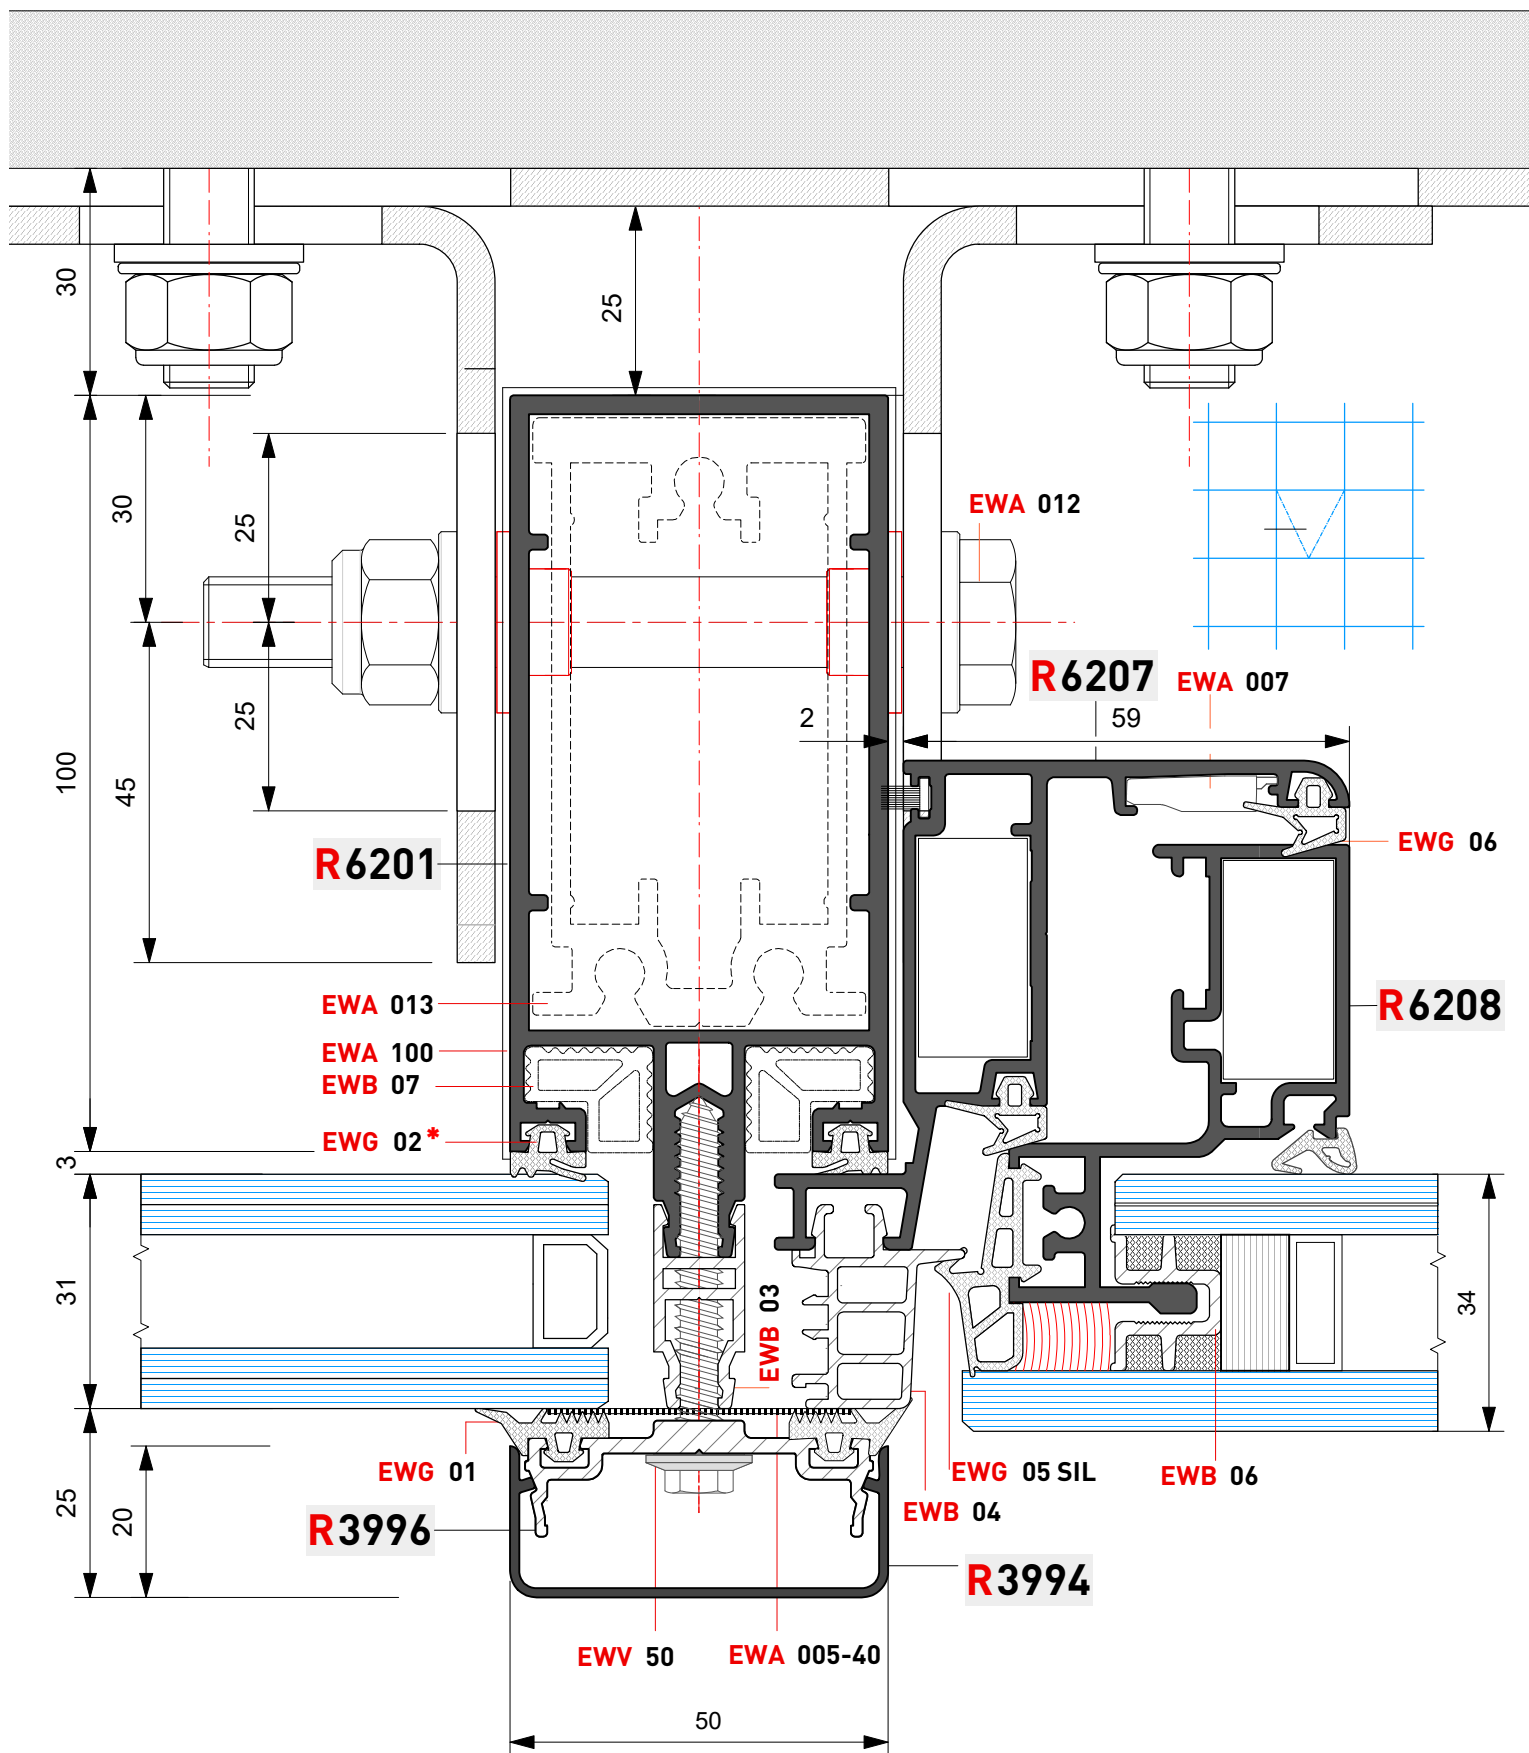 30
25
30
25
EWA 012
R6207
EWA 007
2
59
25
100
45
R6201
EWG 06
EWA 013
R6208
EWA 100
EWB 07
EWG 02*
3
31
EWB 03
34
EWG 01
EWG 05 SIL
EWB 06
25
20
R3996
EWB 04
R3994
EWV 50
EWA 005-40
50